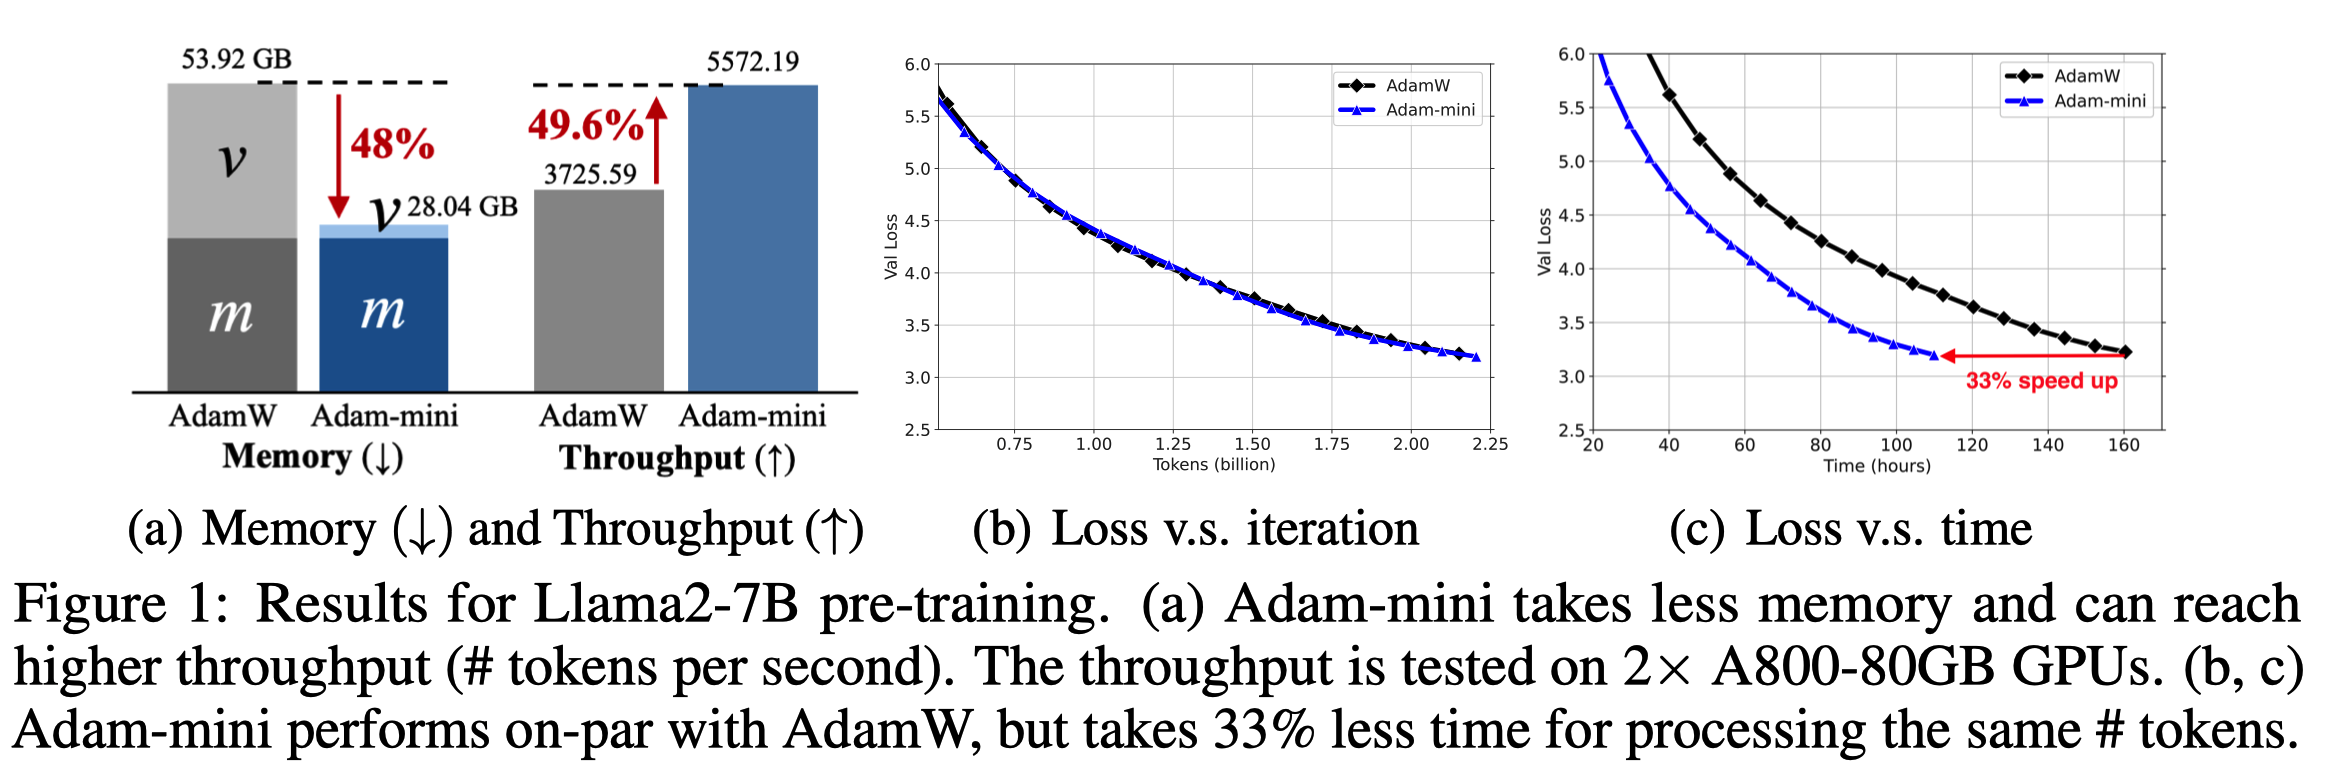 53.92 GB
v
48%
v 28.04 GB
m
m
AdamW
Adam-mini
Memory (↓)
49.6%
3725.59
5572.19
AdamW
Adam-mini
Throughput (↑)
6.0
5.5
5.0
4.5
4.0
3.5
3.0
2.5
Val Loss
AdamW
Adam-mini
0.75 1.00 1.25 1.50 1.75 2.00 2.25
Tokens (billion)
6.0
5.5
5.0
4.5
4.0
3.5
3.0
2.5
Val Loss
AdamW
Adam-mini
33% speed up
20 40 60 80 100 120 140 160
Time (hours)
(a) Memory (↓) and Throughput (↑)
(b) Loss v.s. iteration
(c) Loss v.s. time
Figure 1: Results for Llama2-7B pre-training. (a) Adam-mini takes less memory and can reach
higher throughput (# tokens per second). The throughput is tested on 2× A800-80GB GPUs. (b, c)
Adam-mini performs on-par with AdamW, but takes 33% less time for processing the same # tokens.